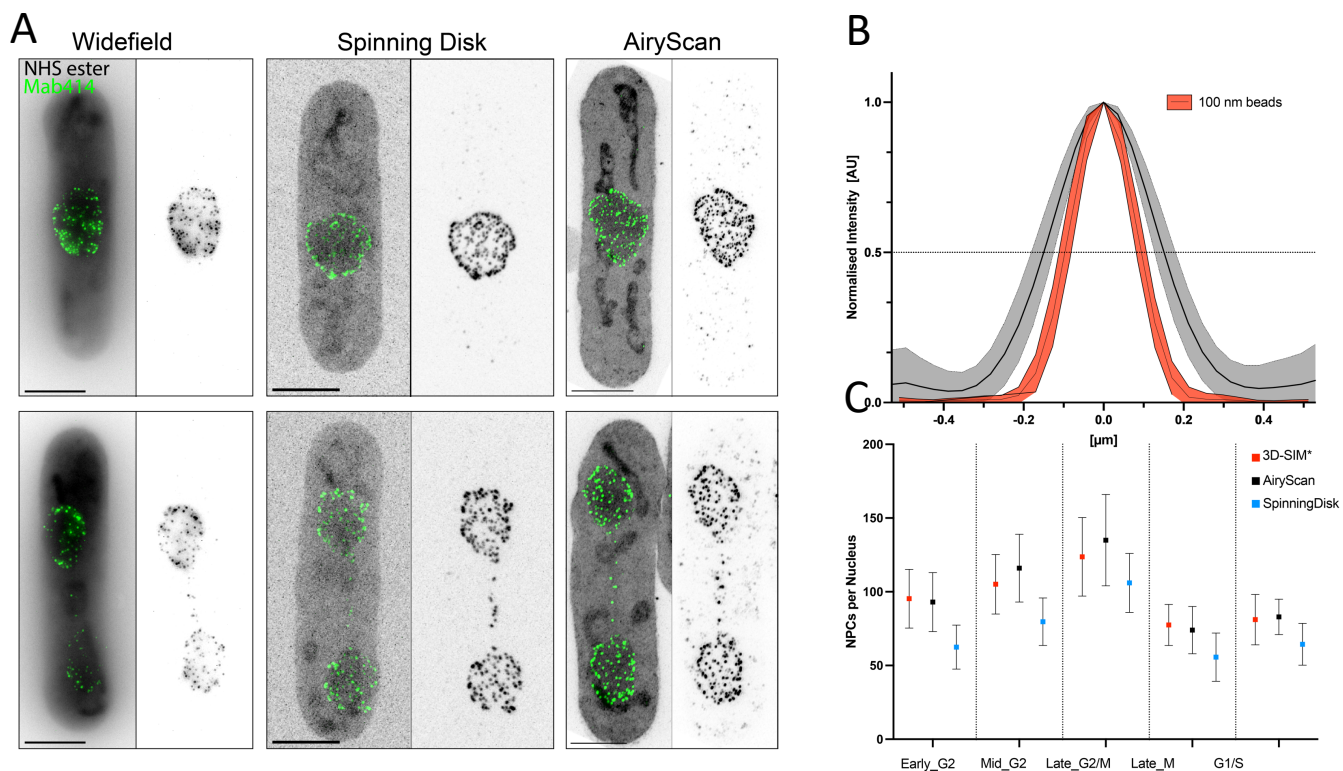 A
Widefield
Spinning Disk
AiryScan
NHS ester
Mab414
B
Normalised Intensity [AU]
1.0
0.5
0.0
100 nm beads
-0.4
-0.2
0.0
0.2
0.4
[µm]
C
NPCs per Nucleus
200
150
100
50
0
3D-SIM*
AiryScan
SpinningDisk
Early_G2
Mid_G2
Late_G2/M
Late_M
G1/S